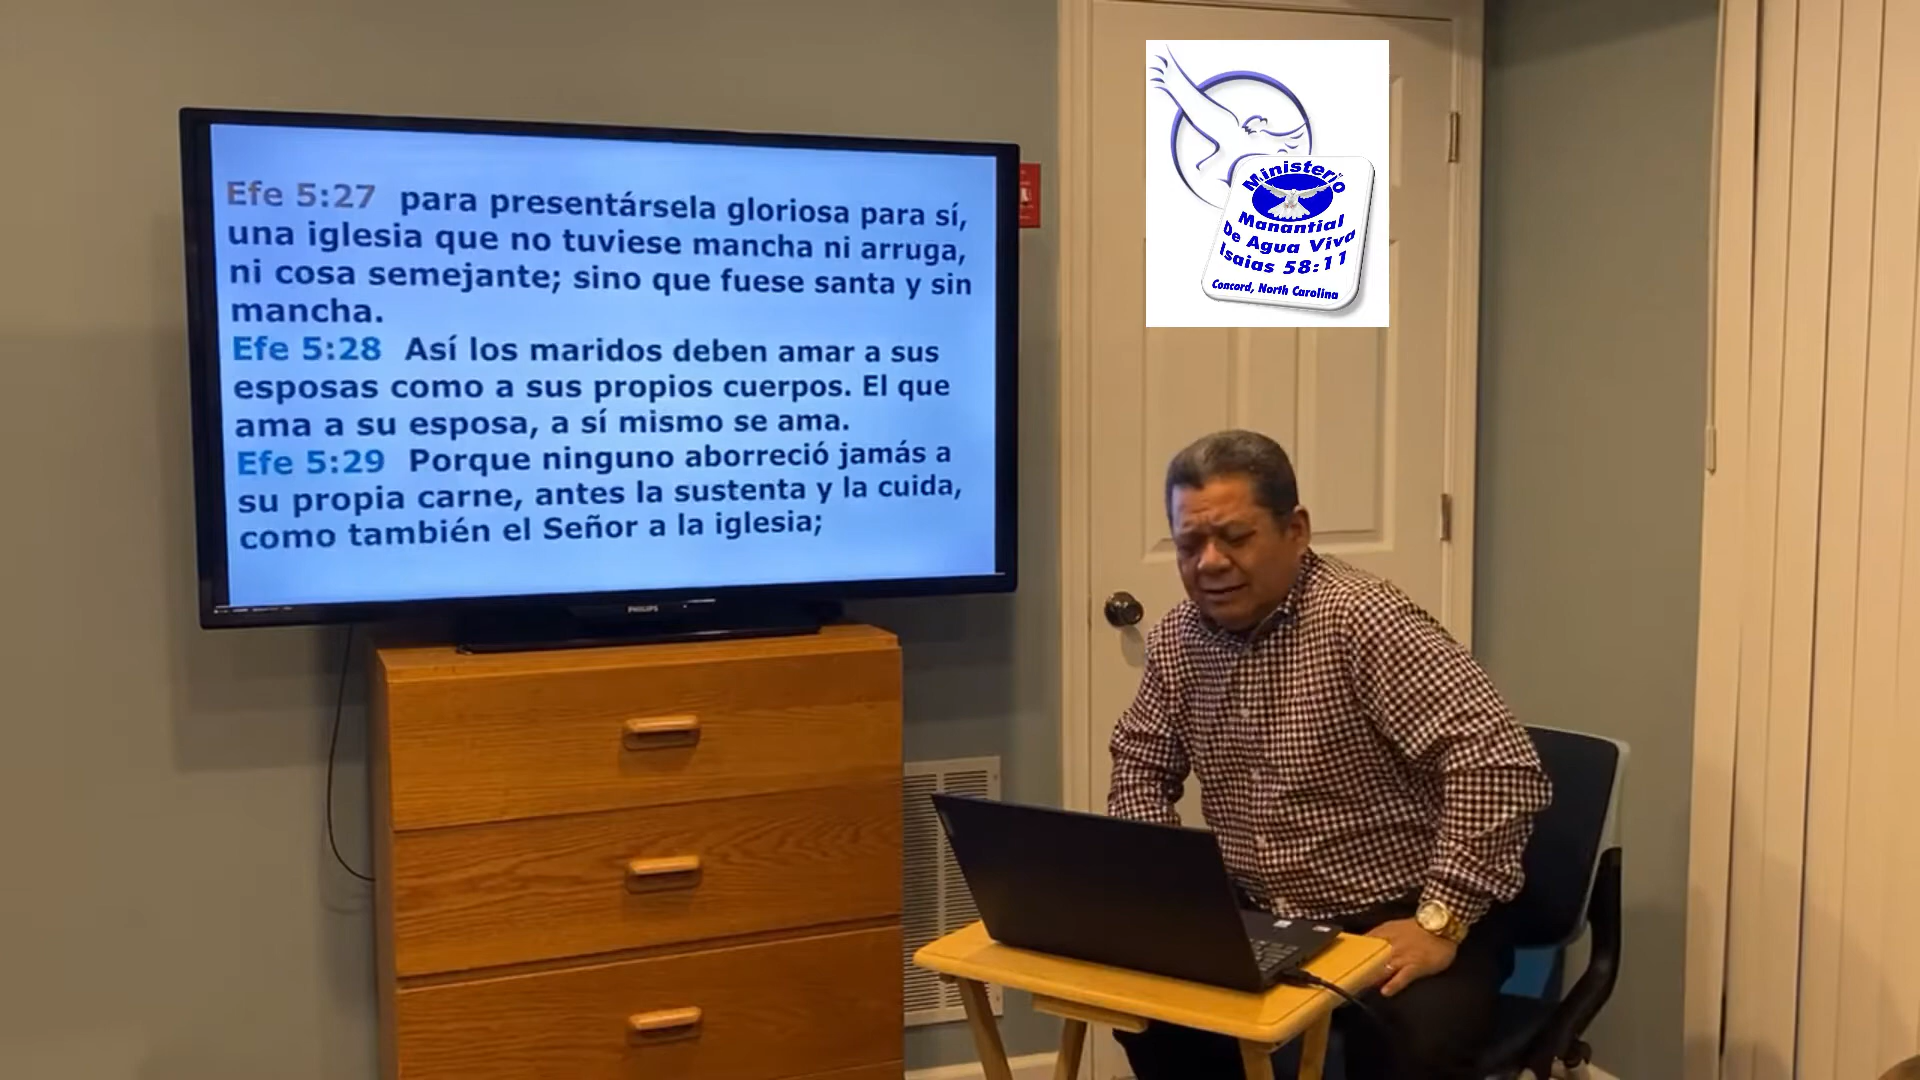 Efe 5:27 para presentársela gloriosa para sí,
una iglesia que no tuviese mancha ni arruga,
ni cosa semejante; sino que fuese santa y sin
mancha.
Efe 5:28 Así los maridos deben amar a sus
esposas como a sus propios cuerpos. El que
ama a su esposa, a sí mismo se ama.
Efe 5:29 Porque ninguno aborreció jamás a
su propia carne, antes la sustenta y la cuida,
como también el Señor a la iglesia;
PHILIPS
Ministerio
Manantial
De Agua Viva
Isaias 58:11
Concord, North Carolina